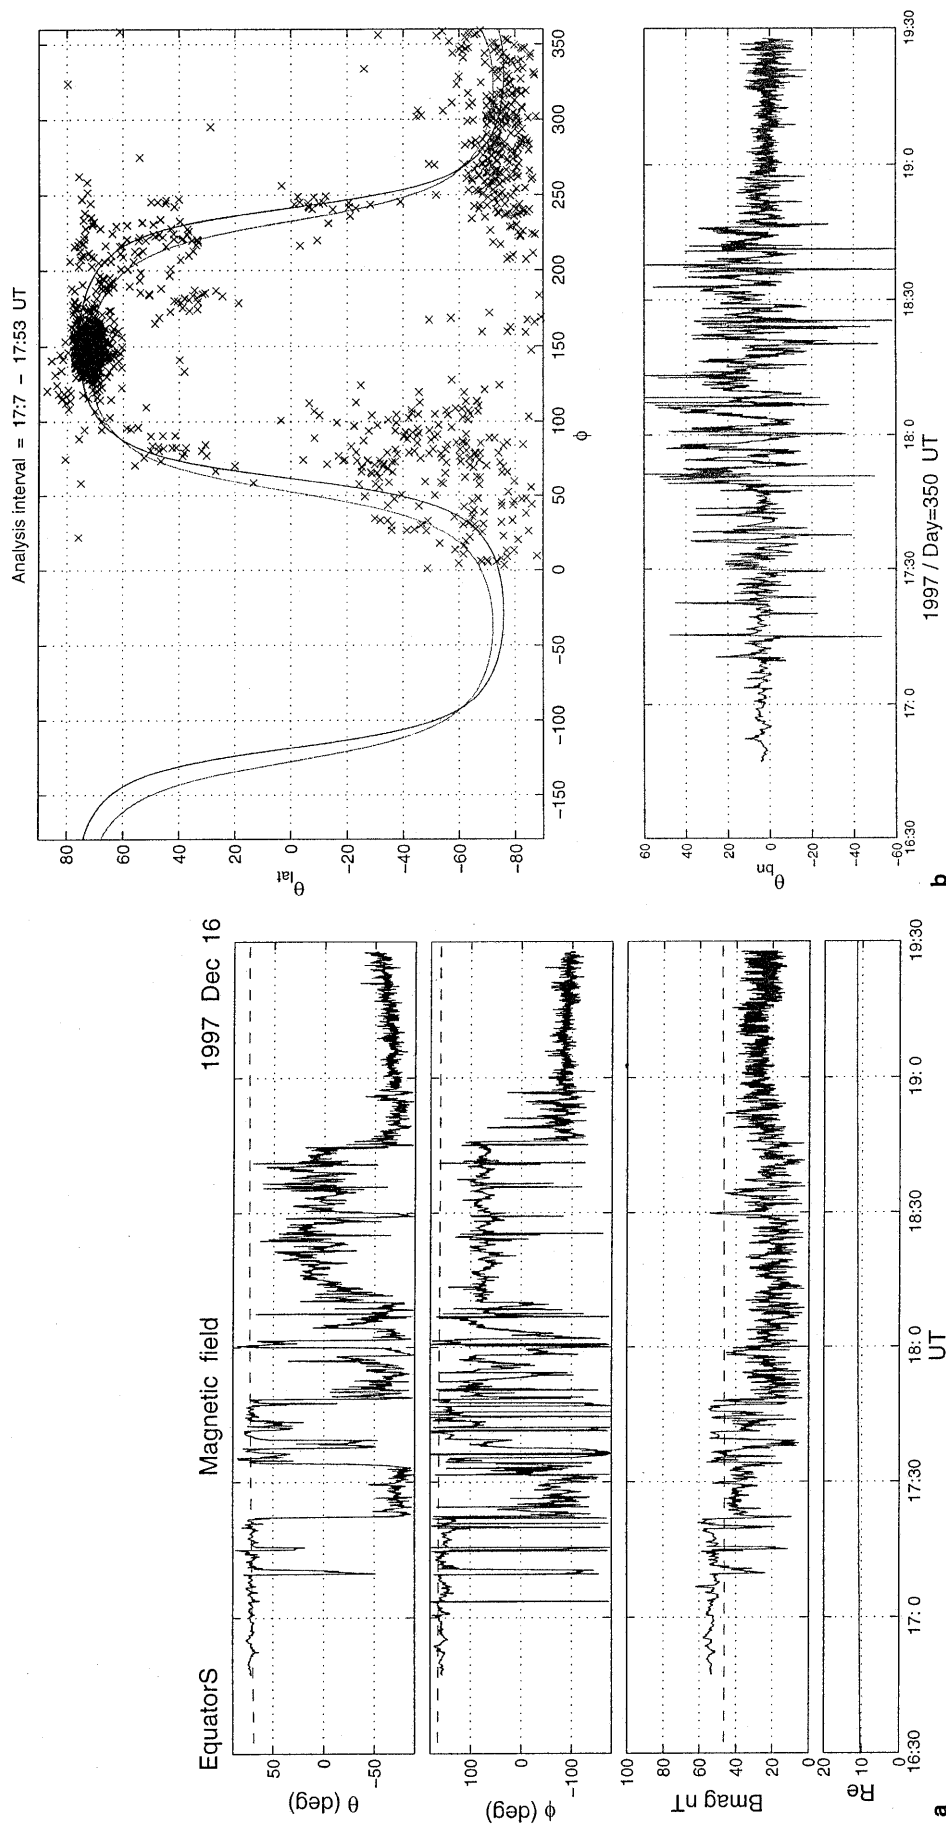 EquatorS Magnetic field 1997 Dec 16
θ (deg)
50
0
−50
φ (deg)
100
0
−100
Bmag nT
100
80
60
40
20
0
Re
20
10
0
16:30 17: 0 17:30 18: 0 18:30 19: 0 19:30
UT
a
Analysis interval = 17:7 − 17:53 UT
θlat
80
60
40
20
0
−20
−40
−60
−80
−150 −100 −50 0 50 100 150 200 250 300 350
φ
θbn
60
40
20
0
−20
−40
−60
16:30 17: 0 17:30 18: 0 18:30 19: 0 19:30
1997 / Day=350 UT
b